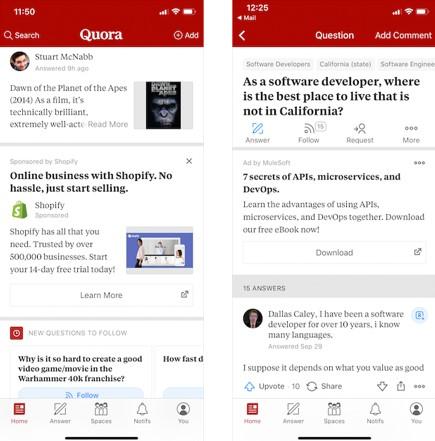 11:50
Search
Quora
Add
Stuart McNabb
Answered 9h ago
Dawn of the Planet of the Apes
(2014) As a film, it's
technically brilliant,
extremely well-acte Read More
Sponsored by Shopify
Online business with Shopify. No
hassle, just start selling.
Shopify
Sponsored
Shopify has all that you
need. Trusted by over
500,000 businesses. Start
your 14-day free trial today!
Learn More
NEW QUESTIONS TO FOLLOW
Why is it so hard to create a good
video game/movie in the
Warhammer 40k franchise?
Follow
How fast d
Home
Answer
Spaces
Notifs
You
12:25
Mail
Question
Add Comment
Software Developers
California (state)
Software Enginee
As a software developer, where
is the best place to live that is
not in California?
Answer
Follow
15
Request
More
Ad by MuleSoft
7 secrets of APIs, microservices, and
DevOps.
Learn the advantages of using APIs,
microservices, and DevOps together. Download
our free eBook now!
Download
15 ANSWERS
Dallas Caley, I have been a software
developer for over 10 years, i know
many languages.
Answered Sep 29
I suppose it depends on what you value as good
Upvote · 10
Share
Home
Answer
Spaces
Notifs
You